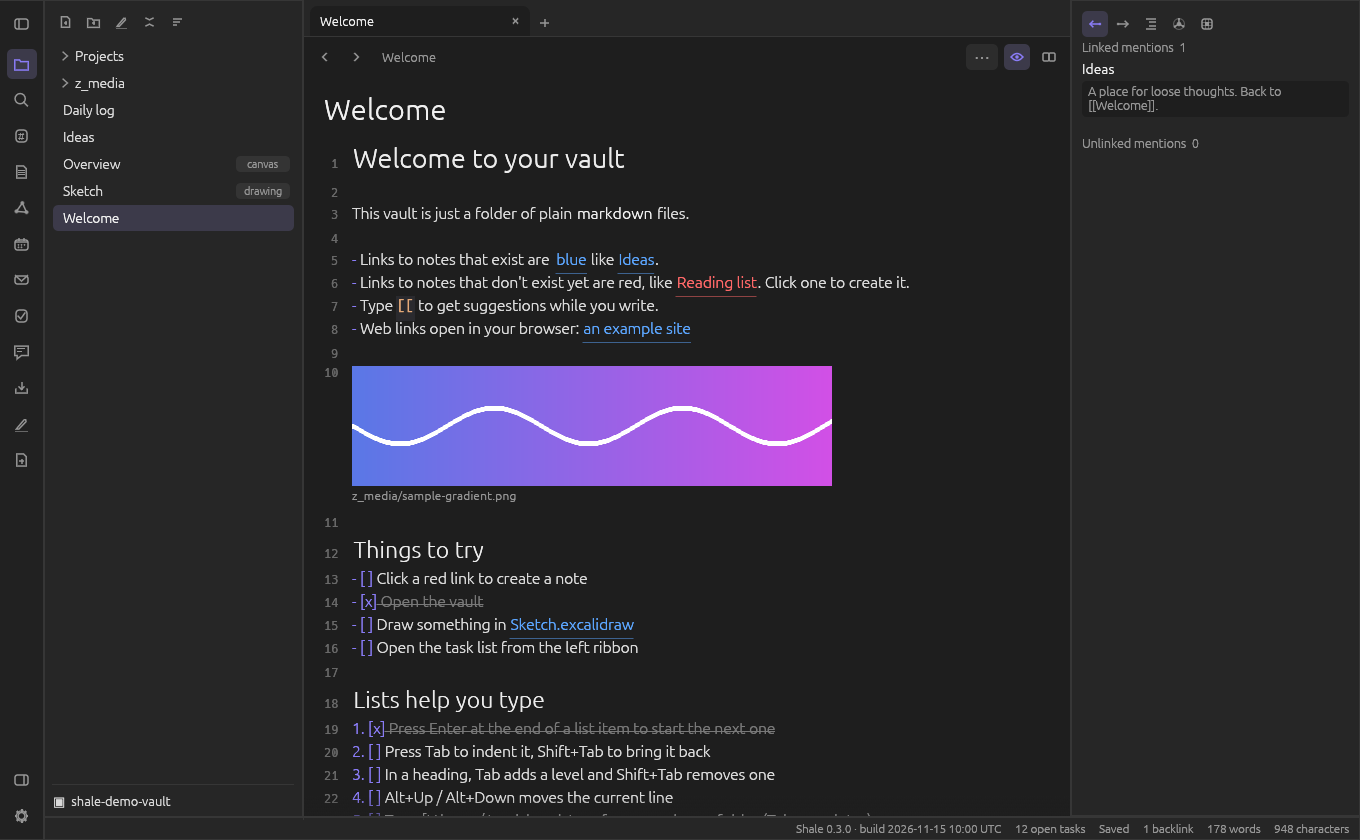 Welcome
Projects
z_media
Daily log
Ideas
Overview canvas
Sketch drawing
Welcome
shale-demo-vault
Welcome
Welcome
1 Welcome to your vault
2
3 This vault is just a folder of plain markdown files.
4
5 - Links to notes that exist are blue like Ideas.
6 - Links to notes that don't exist yet are red, like Reading list. Click one to create it.
7 - Type [[ to get suggestions while you write.
8 - Web links open in your browser: an example site
9
10
z_media/sample-gradient.png
11
12 Things to try
13 - [ ] Click a red link to create a note
14 - [x] Open the vault
15 - [ ] Draw something in Sketch.excalidraw
16 - [ ] Open the task list from the left ribbon
17
18 Lists help you type
19 1. [x] Press Enter at the end of a list item to start the next one
20 2. [ ] Press Tab to indent it, Shift+Tab to bring it back
21 3. [ ] In a heading, Tab adds a level and Shift+Tab removes one
22 4. [ ] Alt+Up / Alt+Down moves the current line
Linked mentions 1
Ideas
A place for loose thoughts. Back to
[[Welcome]].
Unlinked mentions 0
Shale 0.3.0 · build 2026-11-15 10:00 UTC 12 open tasks Saved 1 backlink 178 words 948 characters